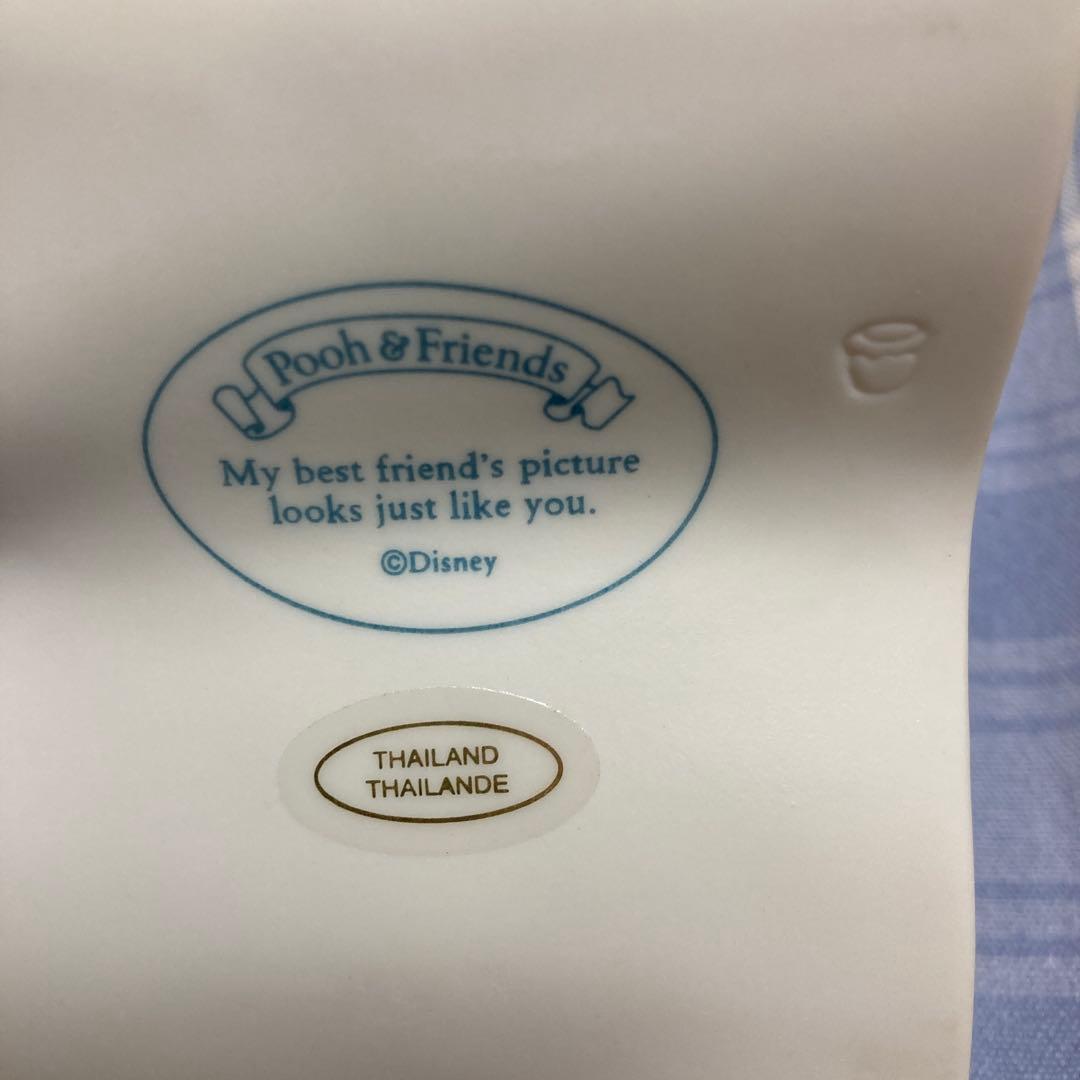 Pooh & Friends
My best friend's picture
looks just like you.
©Disney
THAILAND
THAILANDE